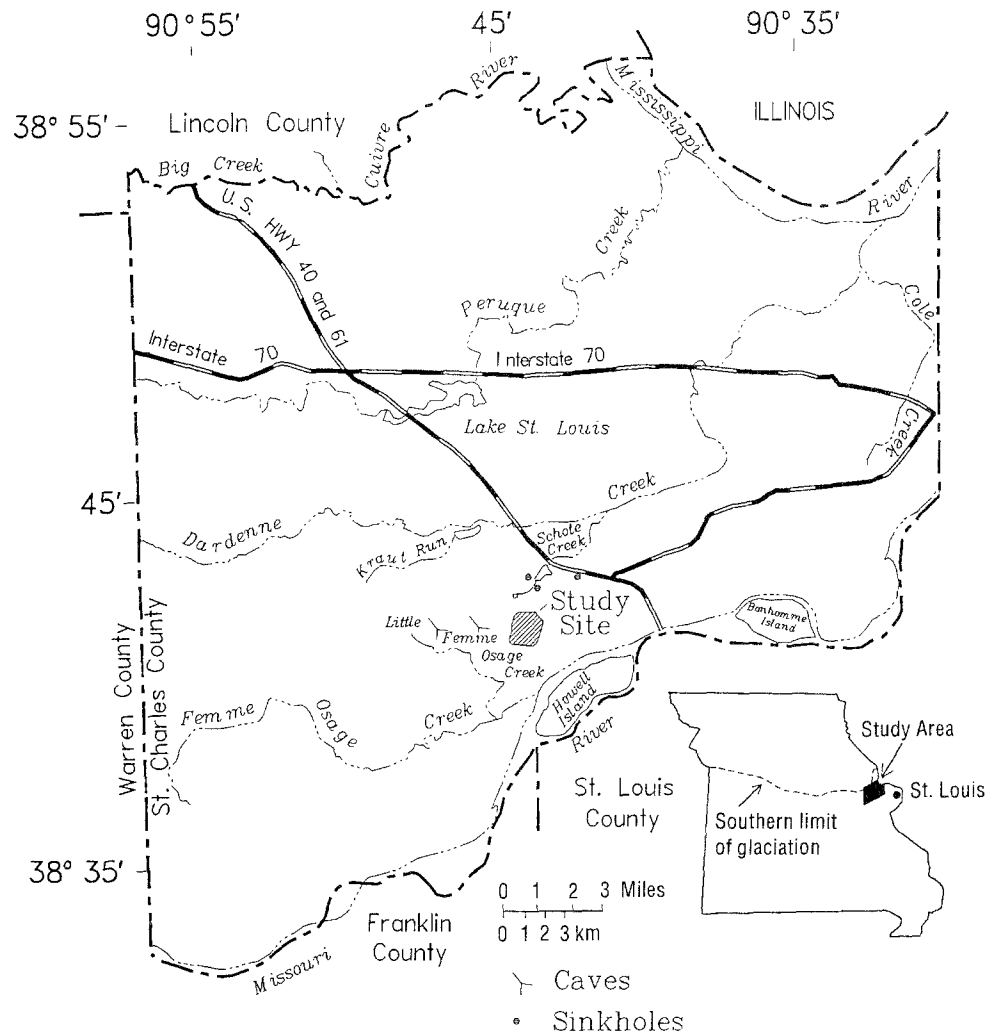 90° 55'
45'
90° 35'
38° 55'
Lincoln County
Cuivre River
Mississippi River
ILLINOIS
Big Creek
U.S. HWY 40 and 61
Peruque Creek
Cole Creek
Interstate 70
Interstate 70
Lake St. Louis
45'
Dardenne Creek
Kraut Run
Schote
Creek
Study
Site
Bonhomme
Island
Little
Femme
Osage
Creek
Howell
Island
Femme Osage Creek
River
Warren County
St. Charles County
St. Louis
County
Study Area
St. Louis
Southern limit
of glaciation
38° 35'
0 1 2 3 Miles
0 1 2 3 km
Franklin
County
Missouri
Caves
Sinkholes